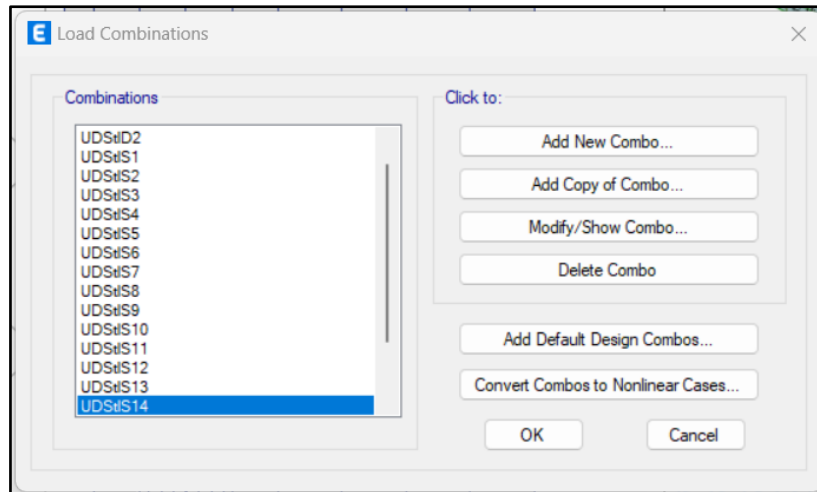 E Load Combinations
Combinations
UDStlD2
UDStlS1
UDStlS2
UDStlS3
UDStlS4
UDStlS5
UDStlS6
UDStlS7
UDStlS8
UDStlS9
UDStlS10
UDStlS11
UDStlS12
UDStlS13
UDStlS14
Click to:
Add New Combo...
Add Copy of Combo...
Modify/Show Combo...
Delete Combo
Add Default Design Combos...
Convert Combos to Nonlinear Cases...
OK
Cancel